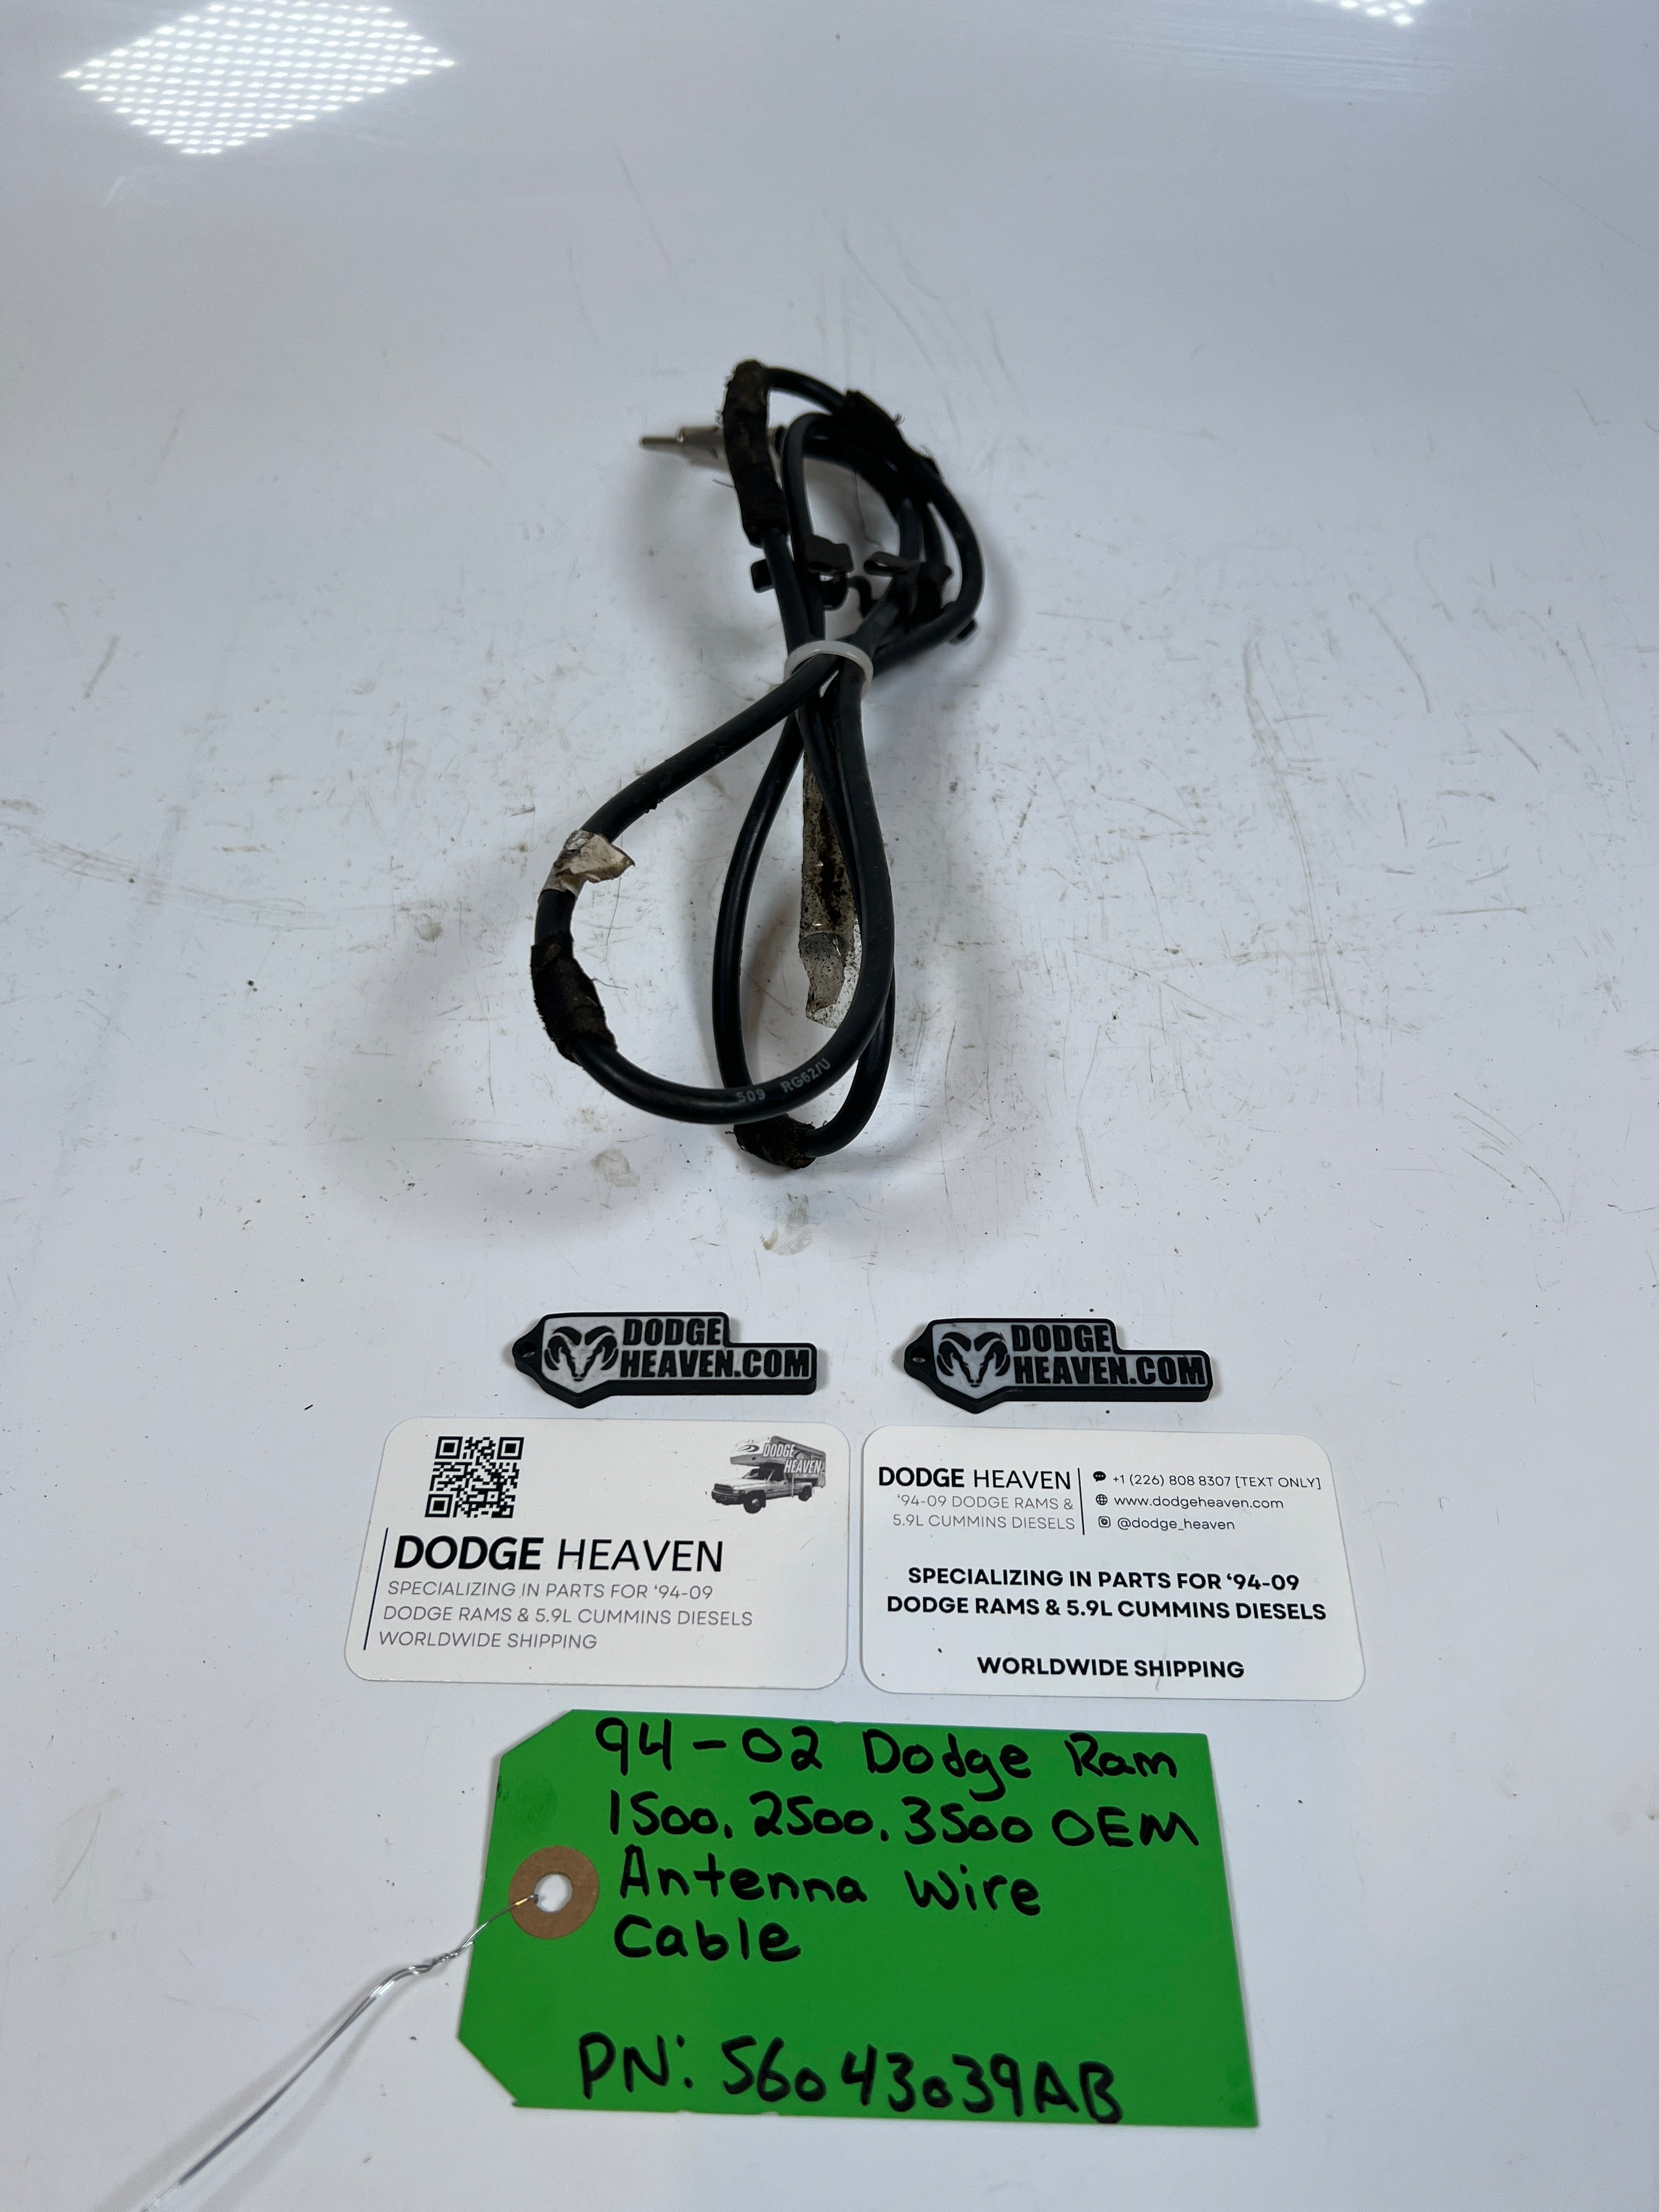 509 RG62/U
DODGE
HEAVEN.COM
DODGE
HEAVEN.COM
DODGE
HEAVEN
DODGE HEAVEN
SPECIALIZING IN PARTS FOR ‘94-09
DODGE RAMS & 5.9L CUMMINS DIESELS
WORLDWIDE SHIPPING
DODGE HEAVEN
‘94-09 DODGE RAMS &
5.9L CUMMINS DIESELS
+1 (226) 808 8307 [TEXT ONLY]
www.dodgeheaven.com
@dodge_heaven
SPECIALIZING IN PARTS FOR ‘94-09
DODGE RAMS & 5.9L CUMMINS DIESELS
WORLDWIDE SHIPPING
94-02 Dodge Ram
1500, 2500, 3500 OEM
Antenna Wire
Cable
PN: 56043039AB